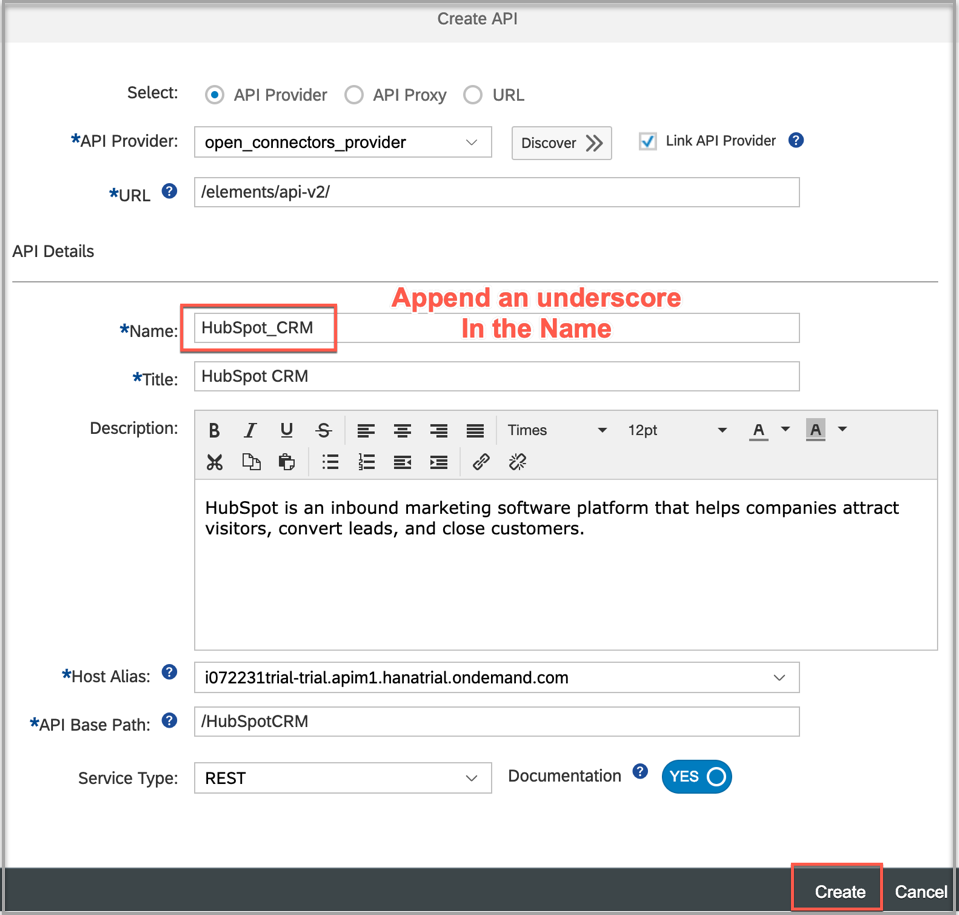 Create API
Select: API Provider API Proxy URL
*API Provider: open_connectors_provider Discover Link API Provider ?
*URL ? /elements/api-v2/
API Details
Append an underscore
In the Name
*Name: HubSpot_CRM
*Title: HubSpot CRM
Description: B I U S Times 12pt A A
HubSpot is an inbound marketing software platform that helps companies attract
visitors, convert leads, and close customers.
*Host Alias: ? i072231trial-trial.apim1.hanatrial.ondemand.com
*API Base Path: ? /HubSpotCRM
Service Type: REST Documentation ? YES
Create Cancel